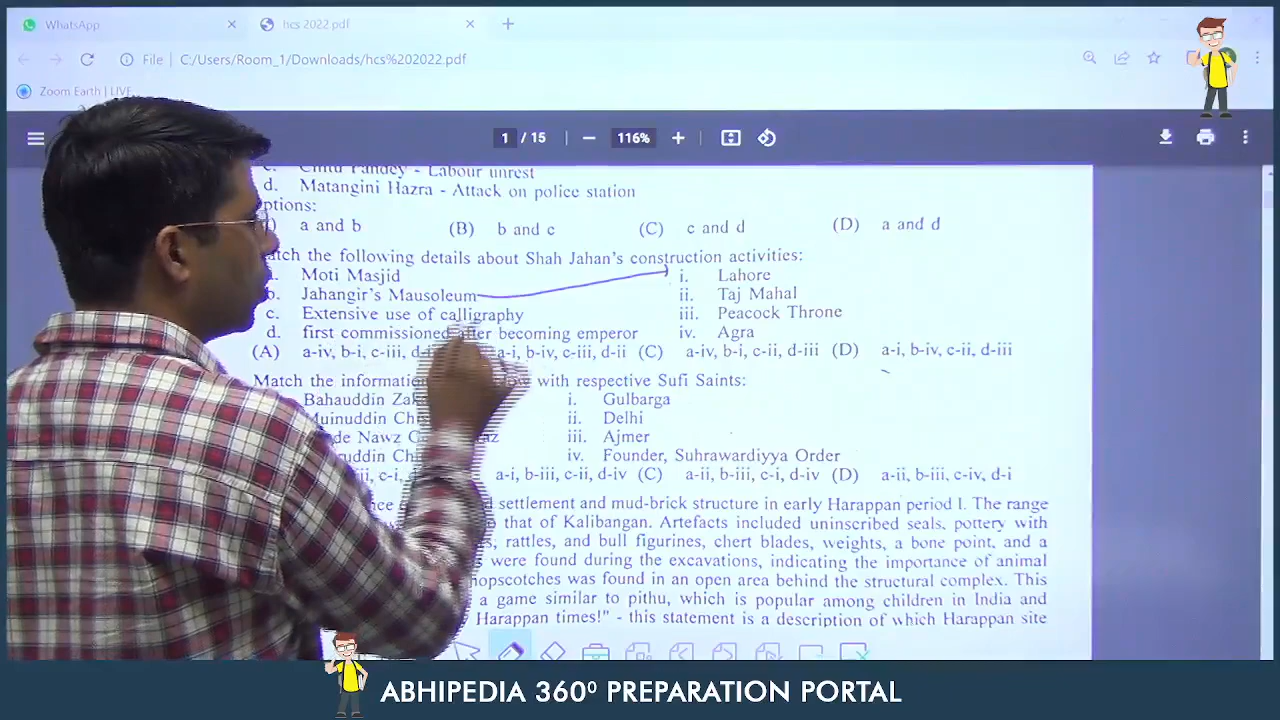 WhatsApp × hcs 2022.pdf × +
File | C:/Users/Room_1/Downloads/hcs%202022.pdf
Zoom Earth | LIVE
1 / 15 | − 116% +
Labour unrest
d. Matangini Hazra - Attack on police station
ptions:
a and b (B) b and c (C) c and d (D) a and d
atch the following details about Shah Jahan's construction activities:
Moti Masjid i. Lahore
b. Jahangir's Mausoleum ii. Taj Mahal
c. Extensive use of calligraphy iii. Peacock Throne
d. first commissioned after becoming emperor iv. Agra
(A) a-iv, b-i, c-iii, a-i, b-iv, c-iii, d-ii (C) a-iv, b-i, c-ii, d-iii (D) a-i, b-iv, c-ii, d-iii
Match the with respective Sufi Saints:
Bahauddin i. Gulbarga
Muinuddin ii. Delhi
iii. Ajmer
iv. Founder, Suhrawardiyya Order
c-i, a-i, b-iii, c-ii, d-iv (C) a-ii, b-iii, c-i, d-iv (D) a-ii, b-iii, c-iv, d-i
settlement and mud-brick structure in early Harappan period I. The range
that of Kalibangan. Artefacts included uninscribed seals, pottery with
rattles, and bull figurines, chert blades, weights, a bone point, and a
were found during the excavations, indicating the importance of animal
hopscotches was found in an open area behind the structural complex. This
a game similar to pithu, which is popular among children in India and
Harappan times!" - this statement is a description of which Harappan site
ABHIPEDIA 360⁰ PREPARATION PORTAL